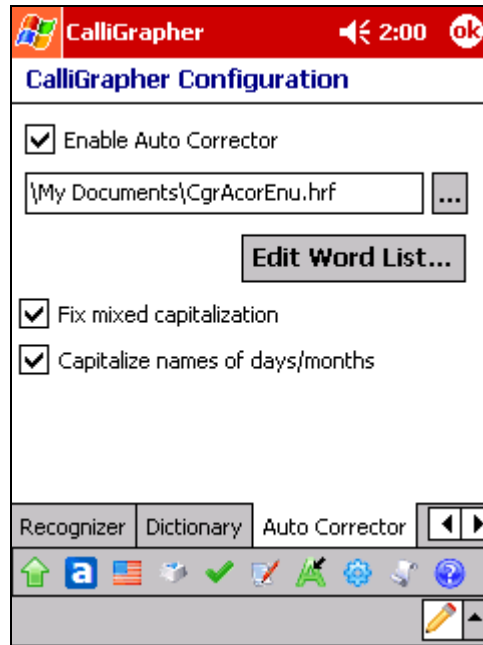 CalliGrapher 2:00 ok
CalliGrapher Configuration
Enable Auto Corrector
\My Documents\CgrAcorEnu.hrf ...
Edit Word List...
Fix mixed capitalization
Capitalize names of days/months
Recognizer Dictionary Auto Corrector
a ?